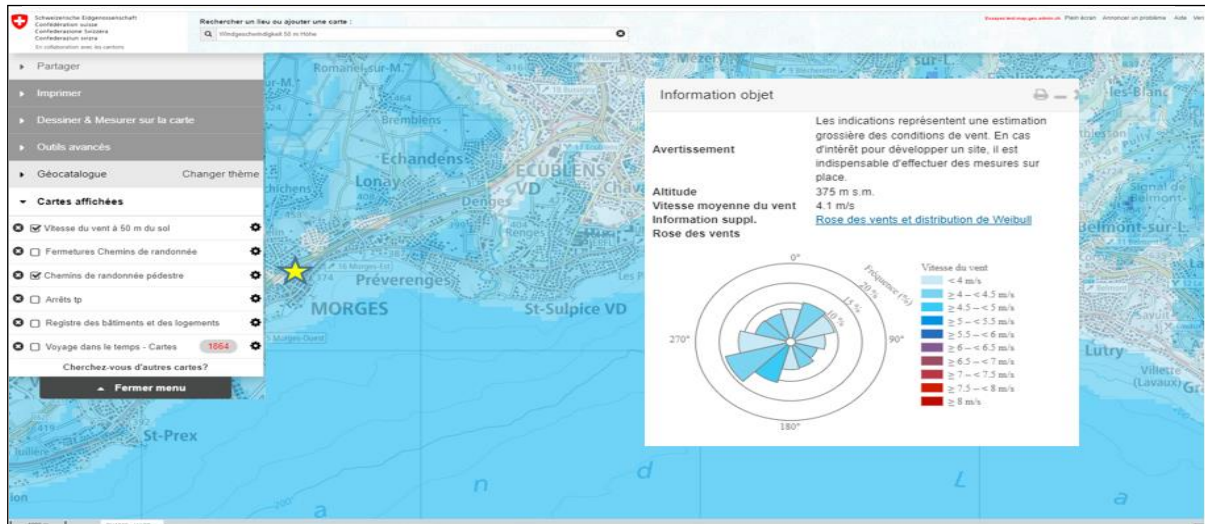 Schweizerische Eidgenossenschaft
Confédération suisse
Confederazione Svizzera
Confederaziun svizra
En collaboration avec les cantons
Rechercher un lieu ou ajouter une carte :
Windgeschwindigkeit 50 m Höhe
Plein écran Annoncer un problème Aide
Partager
Imprimer
Dessiner & Mesurer sur la carte
Outils avancés
Géocatalogue Changer thème
Cartes affichées
Vitesse du vent à 50 m du sol
Fermetures Chemins de randonnée
Chemins de randonnée pédestre
Arrêts tp
Registre des bâtiments et des logements
Voyage dans le temps - Cartes 1864
Cherchez-vous d'autres cartes?
Fermer menu
Romanel-sur-M.
Bremblens
Echandens
ECUBLENS
VD
Lonay
Denges
Préverenges
MORGES
St-Sulpice VD
St-Prex
n
d
L
a
a
Belmont-sur-L.
Lutry
Villette
(Lavaux)
Information objet
Avertissement
Les indications représentent une estimation
grossière des conditions de vent. En cas
d'intérêt pour développer un site, il est
indispensable d'effectuer des mesures sur
place.
Altitude 375 m s.m.
Vitesse moyenne du vent 4.1 m/s
Information suppl. Rose des vents et distribution de Weibull
Rose des vents
0°
90°
180°
270°
Fréquence (%)
20 %
15 %
10 %
Vitesse du vent
< 4 m/s
≥ 4 – < 4.5 m/s
≥ 4.5 – < 5 m/s
≥ 5 – < 5.5 m/s
≥ 5.5 – < 6 m/s
≥ 6 – < 6.5 m/s
≥ 6.5 – < 7 m/s
≥ 7 – < 7.5 m/s
≥ 7.5 – < 8 m/s
≥ 8 m/s